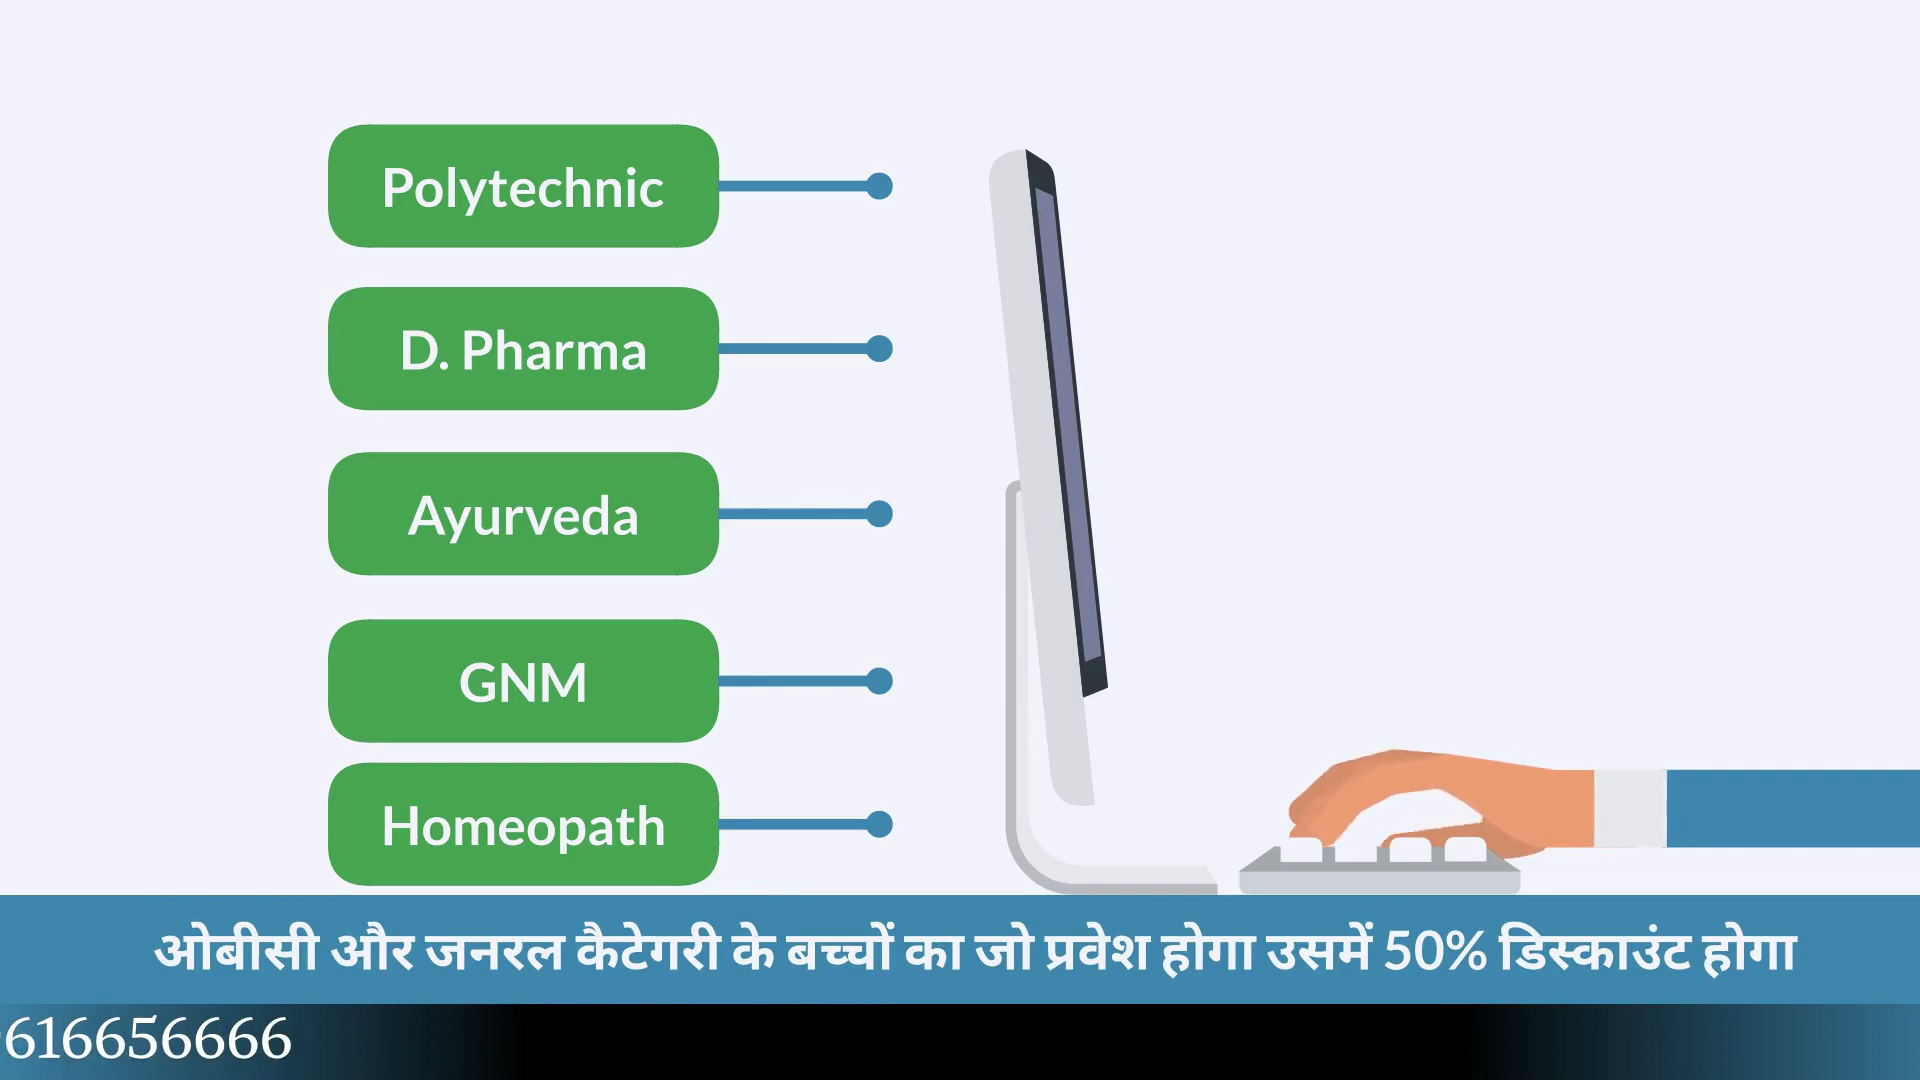 Polytechnic
D. Pharma
Ayurveda
GNM
Homeopath
ओबीसी और जनरल कैटेगरी के बच्चों का जो प्रवेश होगा उसमें 50% डिस्काउंट होगा
616656666